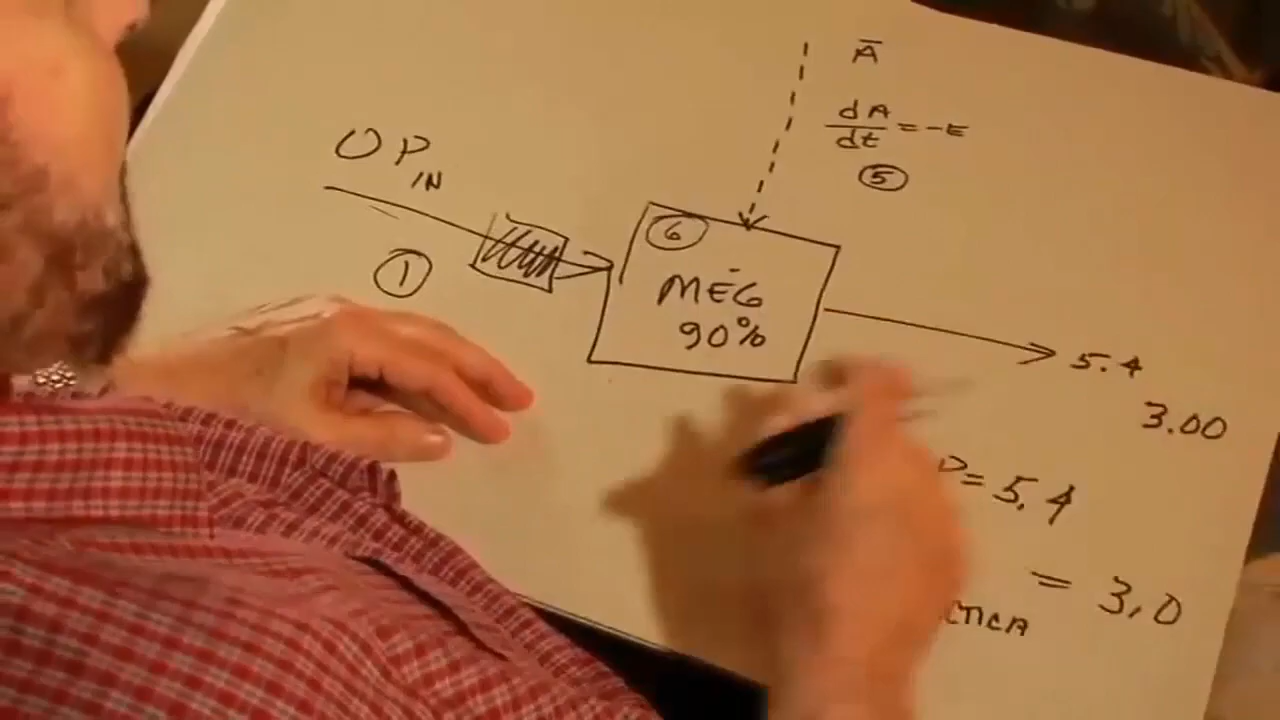 Ā
dA
dt
= -E
5
OP IN
1
6
MEG
90%
5.4
3.00
= 5.4
= 3,0